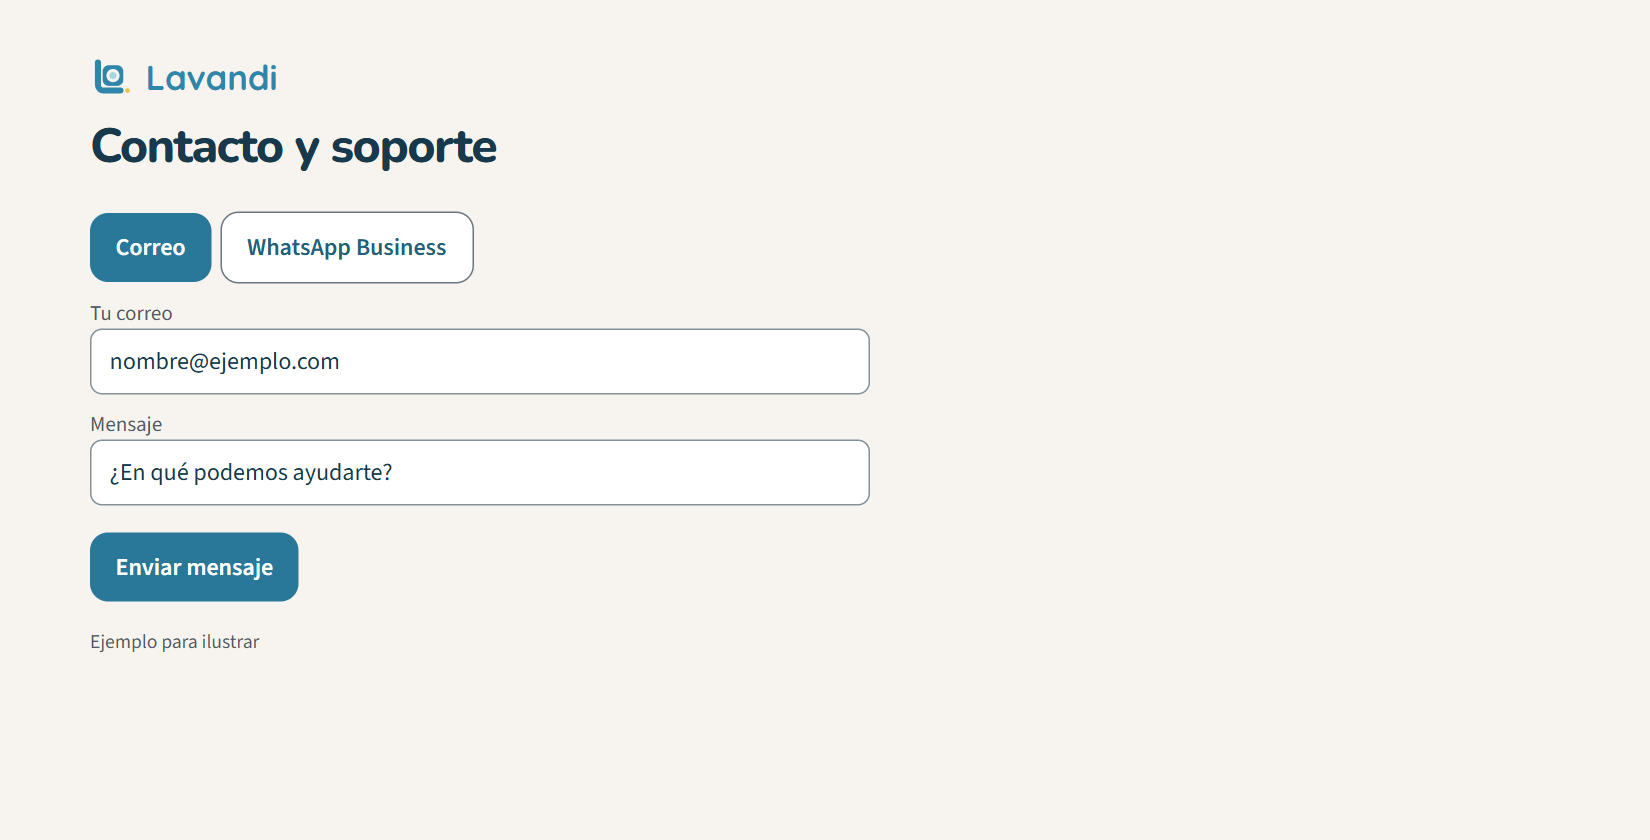 Lavandi
Contacto y soporte
Correo
WhatsApp Business
Tu correo
nombre@ejemplo.com
Mensaje
¿En qué podemos ayudarte?
Enviar mensaje
Ejemplo para ilustrar